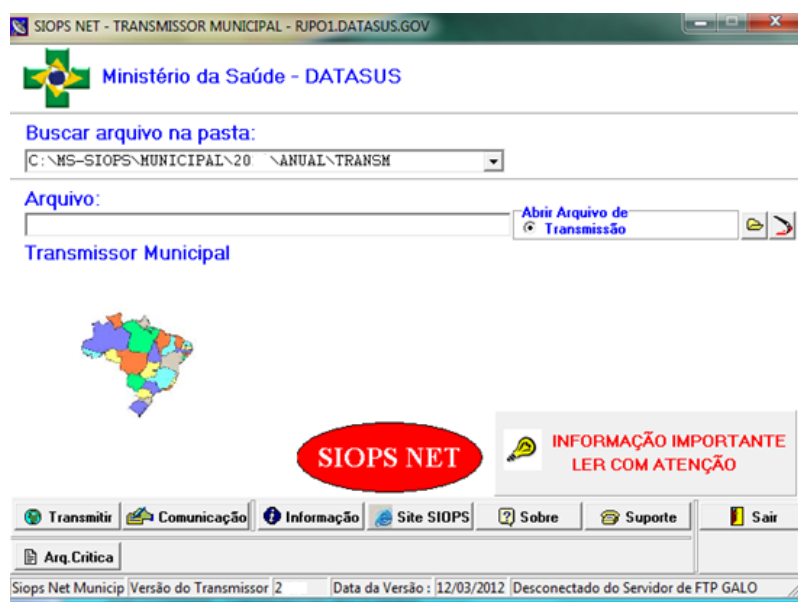 SIOPS NET - TRANSMISSOR MUNICIPAL - RJPO1.DATASUS.GOV
Ministério da Saúde - DATASUS
Buscar arquivo na pasta:
C:\MS-SIOPS\MUNICIPAL\20 \ANUAL\TRANSM
Arquivo:
Abrir Arquivo de
Transmissão
Transmissor Municipal
SIOPS NET
INFORMAÇÃO IMPORTANTE
LER COM ATENÇÃO
Transmitir Comunicação Informação Site SIOPS Sobre Suporte Sair
Arq.Critica
Siops Net Municip Versão do Transmissor 2 Data da Versão : 12/03/2012 Desconectado do Servidor de FTP GALO